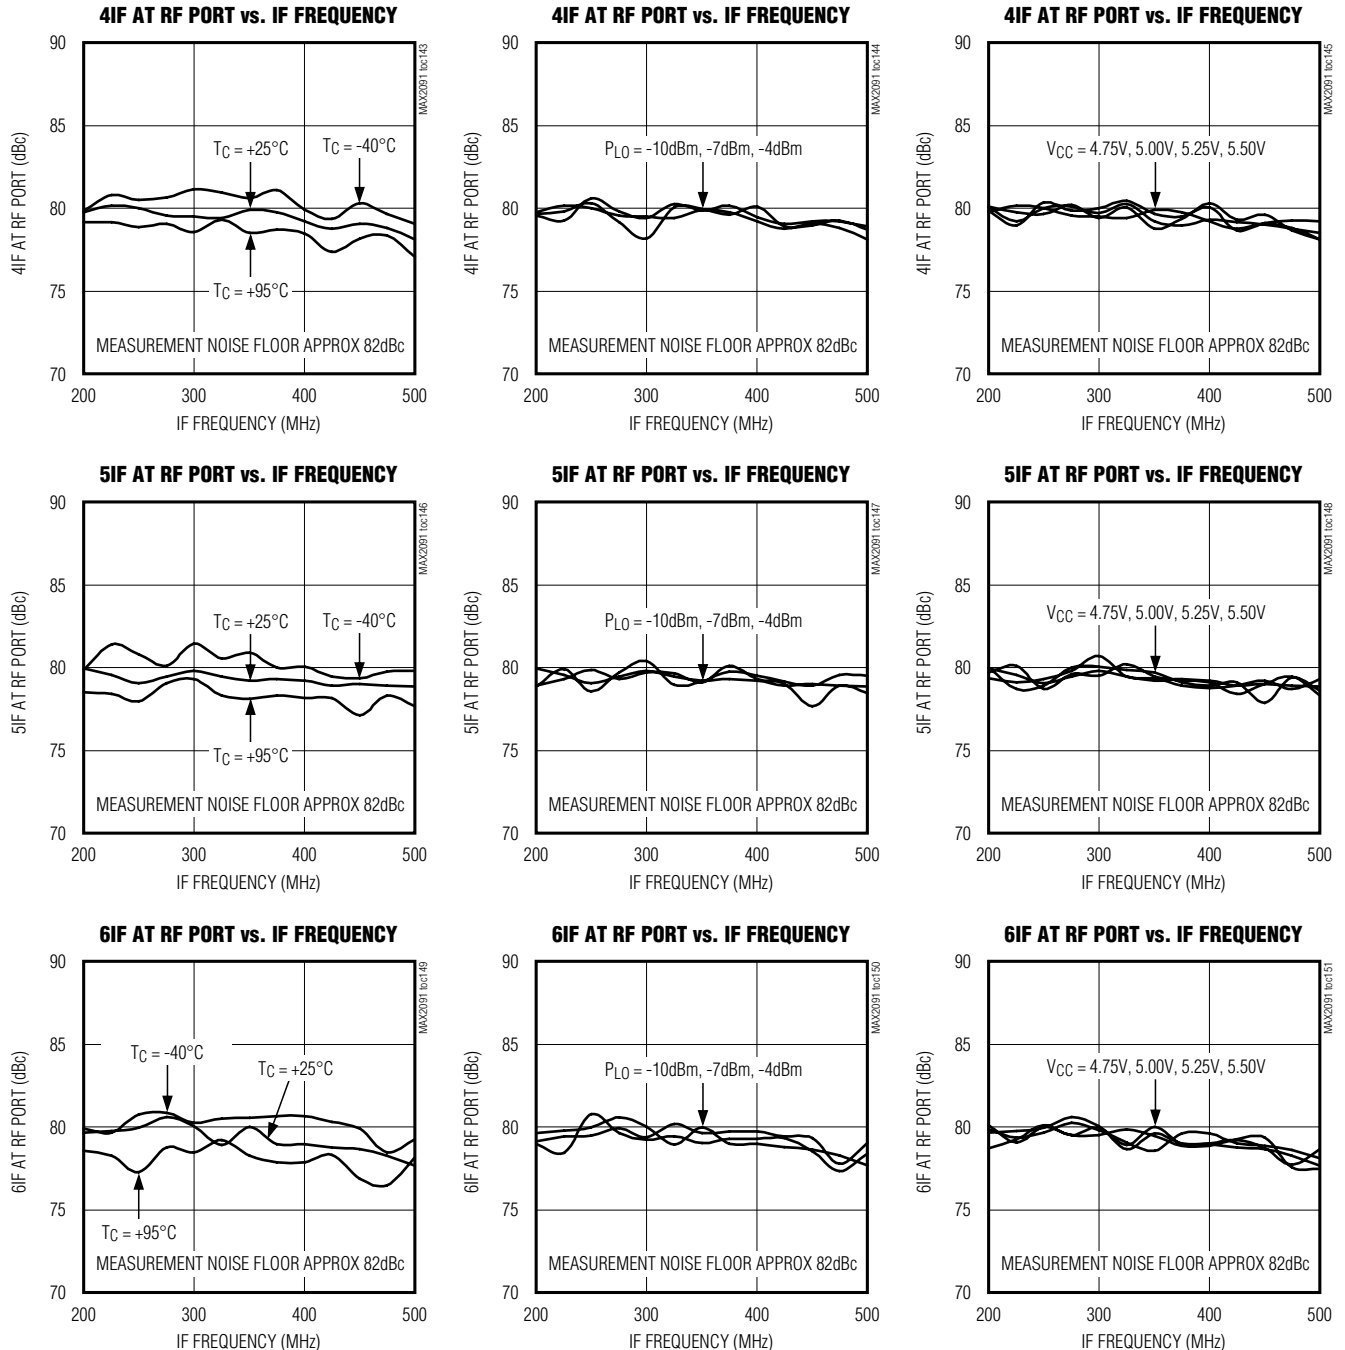 4IF AT RF PORT vs. IF FREQUENCY
MAX2091 toc143
4IF AT RF PORT (dBc)
90
85
80
75
70
TC = +25°C
TC = -40°C
TC = +95°C
MEASUREMENT NOISE FLOOR APPROX 82dBc
200
300
400
500
IF FREQUENCY (MHz)
4IF AT RF PORT vs. IF FREQUENCY
MAX2091 toc144
4IF AT RF PORT (dBc)
90
85
80
75
70
PLO = -10dBm, -7dBm, -4dBm
MEASUREMENT NOISE FLOOR APPROX 82dBc
200
300
400
500
IF FREQUENCY (MHz)
4IF AT RF PORT vs. IF FREQUENCY
MAX2091 toc145
4IF AT RF PORT (dBc)
90
85
80
75
70
VCC = 4.75V, 5.00V, 5.25V, 5.50V
MEASUREMENT NOISE FLOOR APPROX 82dBc
200
300
400
500
IF FREQUENCY (MHz)
5IF AT RF PORT vs. IF FREQUENCY
MAX2091 toc146
5IF AT RF PORT (dBc)
90
85
80
75
70
TC = +25°C
TC = -40°C
TC = +95°C
MEASUREMENT NOISE FLOOR APPROX 82dBc
200
300
400
500
IF FREQUENCY (MHz)
5IF AT RF PORT vs. IF FREQUENCY
MAX2091 toc147
5IF AT RF PORT (dBc)
90
85
80
75
70
PLO = -10dBm, -7dBm, -4dBm
MEASUREMENT NOISE FLOOR APPROX 82dBc
200
300
400
500
IF FREQUENCY (MHz)
5IF AT RF PORT vs. IF FREQUENCY
MAX2091 toc148
5IF AT RF PORT (dBc)
90
85
80
75
70
VCC = 4.75V, 5.00V, 5.25V, 5.50V
MEASUREMENT NOISE FLOOR APPROX 82dBc
200
300
400
500
IF FREQUENCY (MHz)
6IF AT RF PORT vs. IF FREQUENCY
MAX2091 toc149
6IF AT RF PORT (dBc)
90
85
80
75
70
TC = -40°C
TC = +25°C
TC = +95°C
MEASUREMENT NOISE FLOOR APPROX 82dBc
200
300
400
500
IF FREQUENCY (MHz)
6IF AT RF PORT vs. IF FREQUENCY
MAX2091 toc150
6IF AT RF PORT (dBc)
90
85
80
75
70
PLO = -10dBm, -7dBm, -4dBm
MEASUREMENT NOISE FLOOR APPROX 82dBc
200
300
400
500
IF FREQUENCY (MHz)
6IF AT RF PORT vs. IF FREQUENCY
MAX2091 toc151
6IF AT RF PORT (dBc)
90
85
80
75
70
VCC = 4.75V, 5.00V, 5.25V, 5.50V
MEASUREMENT NOISE FLOOR APPROX 82dBc
200
300
400
500
IF FREQUENCY (MHz)